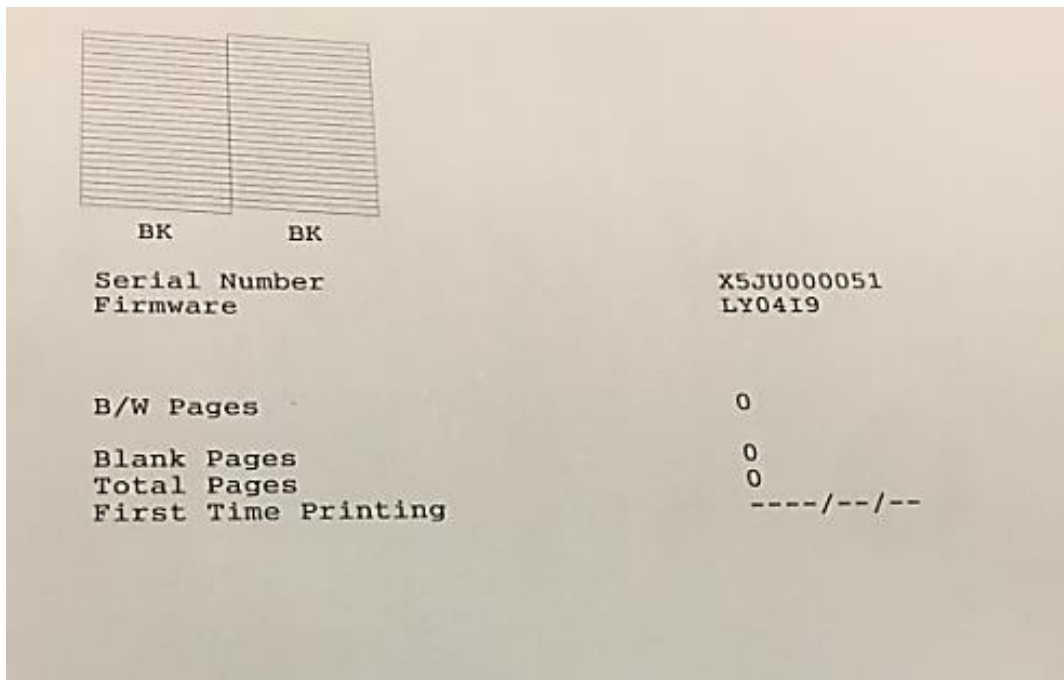 BK BK
Serial Number X5JU000051
Firmware LY04I9
B/W Pages 0
Blank Pages 0
Total Pages 0
First Time Printing ----/--/--